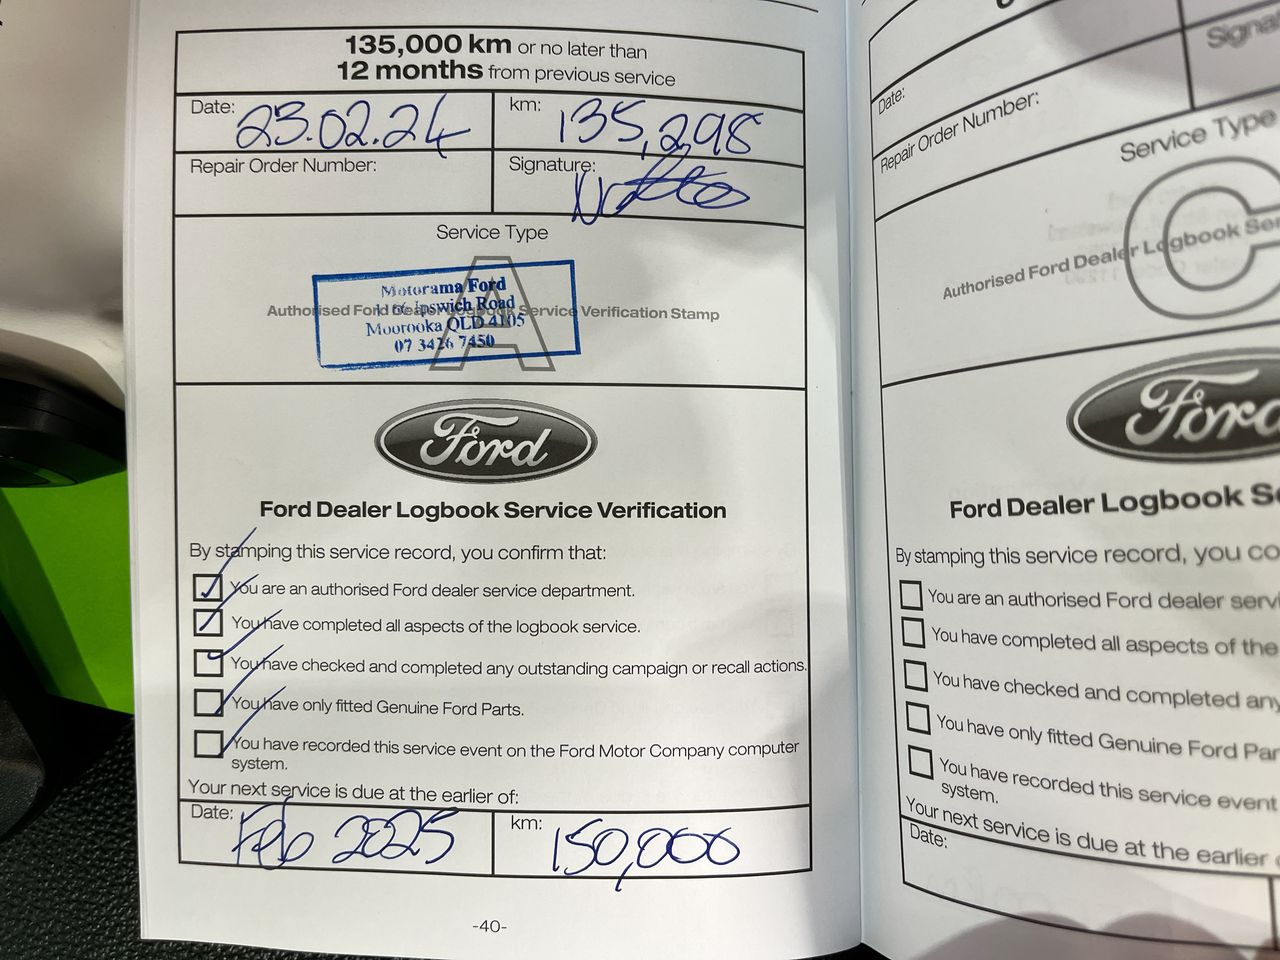 135,000 km or no later than
12 months from previous service
Date: 23.02.24
km: 135,298
Repair Order Number:
Signature:
Service Type
A
Authorised Ford Dealer Logbook Service Verification Stamp
Motorama Ford
1166 Ipswich Road
Moorooka QLD 4105
07 3426 7450
Ford
Ford Dealer Logbook Service Verification
By stamping this service record, you confirm that:
You are an authorised Ford dealer service department.
You have completed all aspects of the logbook service.
You have checked and completed any outstanding campaign or recall actions.
You have only fitted Genuine Ford Parts.
You have recorded this service event on the Ford Motor Company computer
system.
Your next service is due at the earlier of:
Date: Feb 2025
km: 150,000
-40-
Date:
Repair Order Number:
Service Type
C
Authorised Ford Dealer Logbook
Ford
Ford Dealer Logbook
By stamping this service record, you
You are an authorised Ford dealer
You have completed all aspects of the
You have checked and completed any
You have only fitted Genuine Ford
You have recorded this service event
system.
Your next service is due at the earlier
Date: